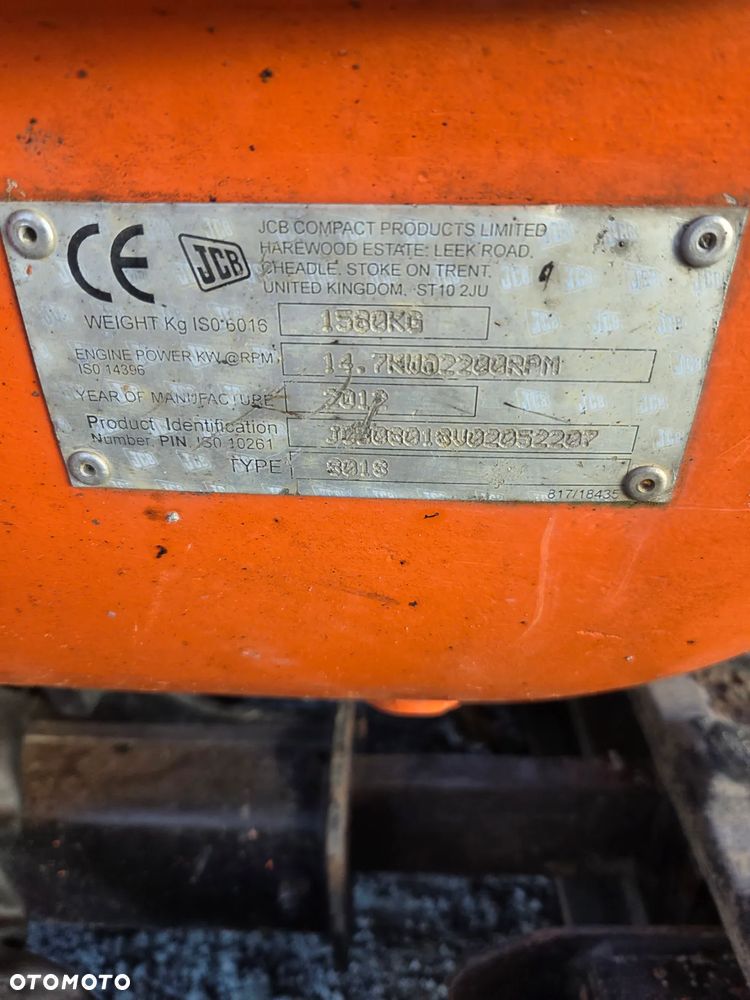 CE
JCB
JCB COMPACT PRODUCTS LIMITED
HAREWOOD ESTATE: LEEK ROAD.
CHEADLE. STOKE ON TRENT.
UNITED KINGDOM. ST10 2JU
WEIGHT Kg ISO 6016 1580KG
ENGINE POWER KW @RPM 14.7KW@2200RPM
ISO 14396
YEAR OF MANUFACTURE
Product Identification
Number PIN, ISO 10261
TYPE 8018
817/18435
OTOMOTO